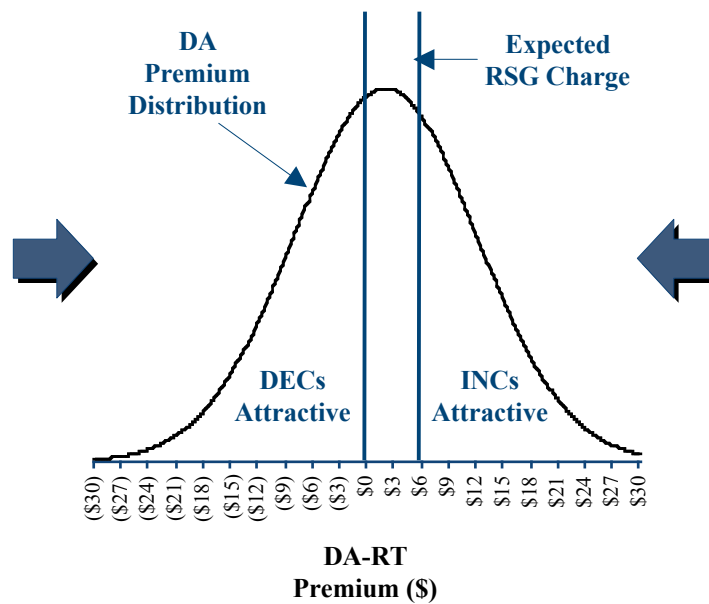 DA
Premium
Distribution
Expected
RSG Charge
DECs
Attractive
INCs
Attractive
($30)
($27)
($24)
($21)
($18)
($15)
($12)
($9)
($6)
($3)
$0
$3
$6
$9
$12
$15
$18
$21
$24
$27
$30
DA-RT
Premium ($)